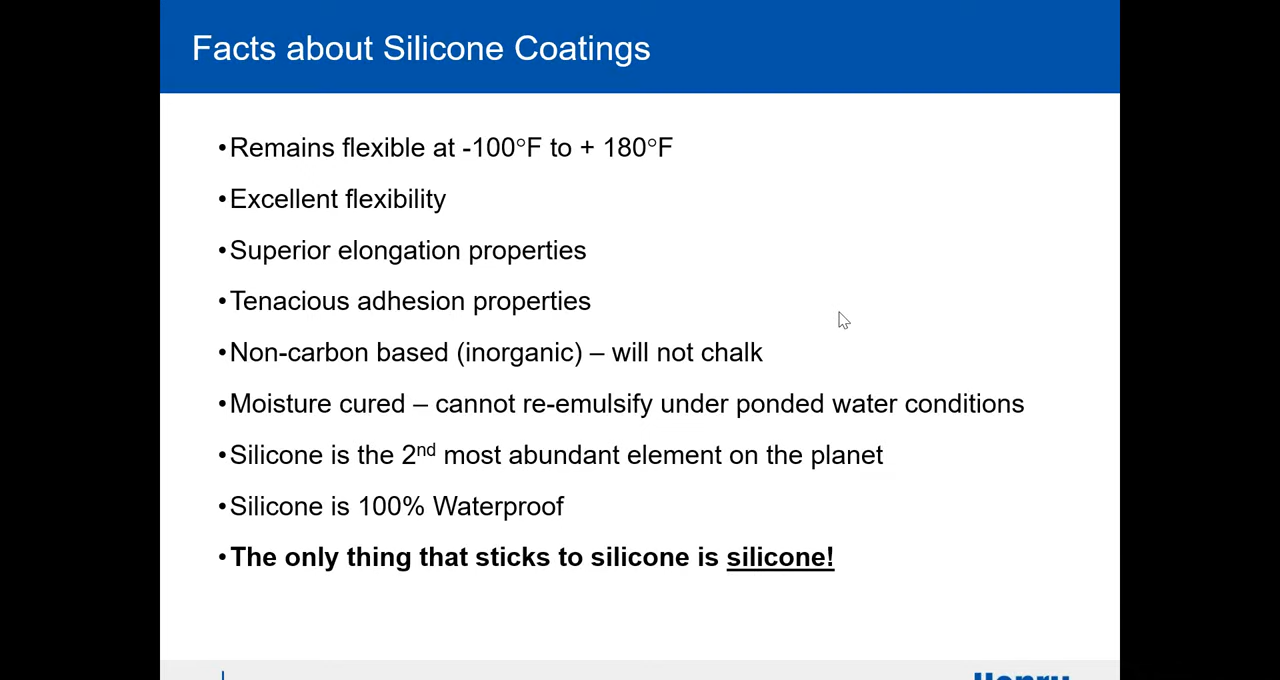 Facts about Silicone Coatings
•Remains flexible at -100°F to + 180°F
•Excellent flexibility
•Superior elongation properties
•Tenacious adhesion properties
•Non-carbon based (inorganic) – will not chalk
•Moisture cured – cannot re-emulsify under ponded water conditions
•Silicone is the 2nd most abundant element on the planet
•Silicone is 100% Waterproof
•The only thing that sticks to silicone is silicone!
Henry